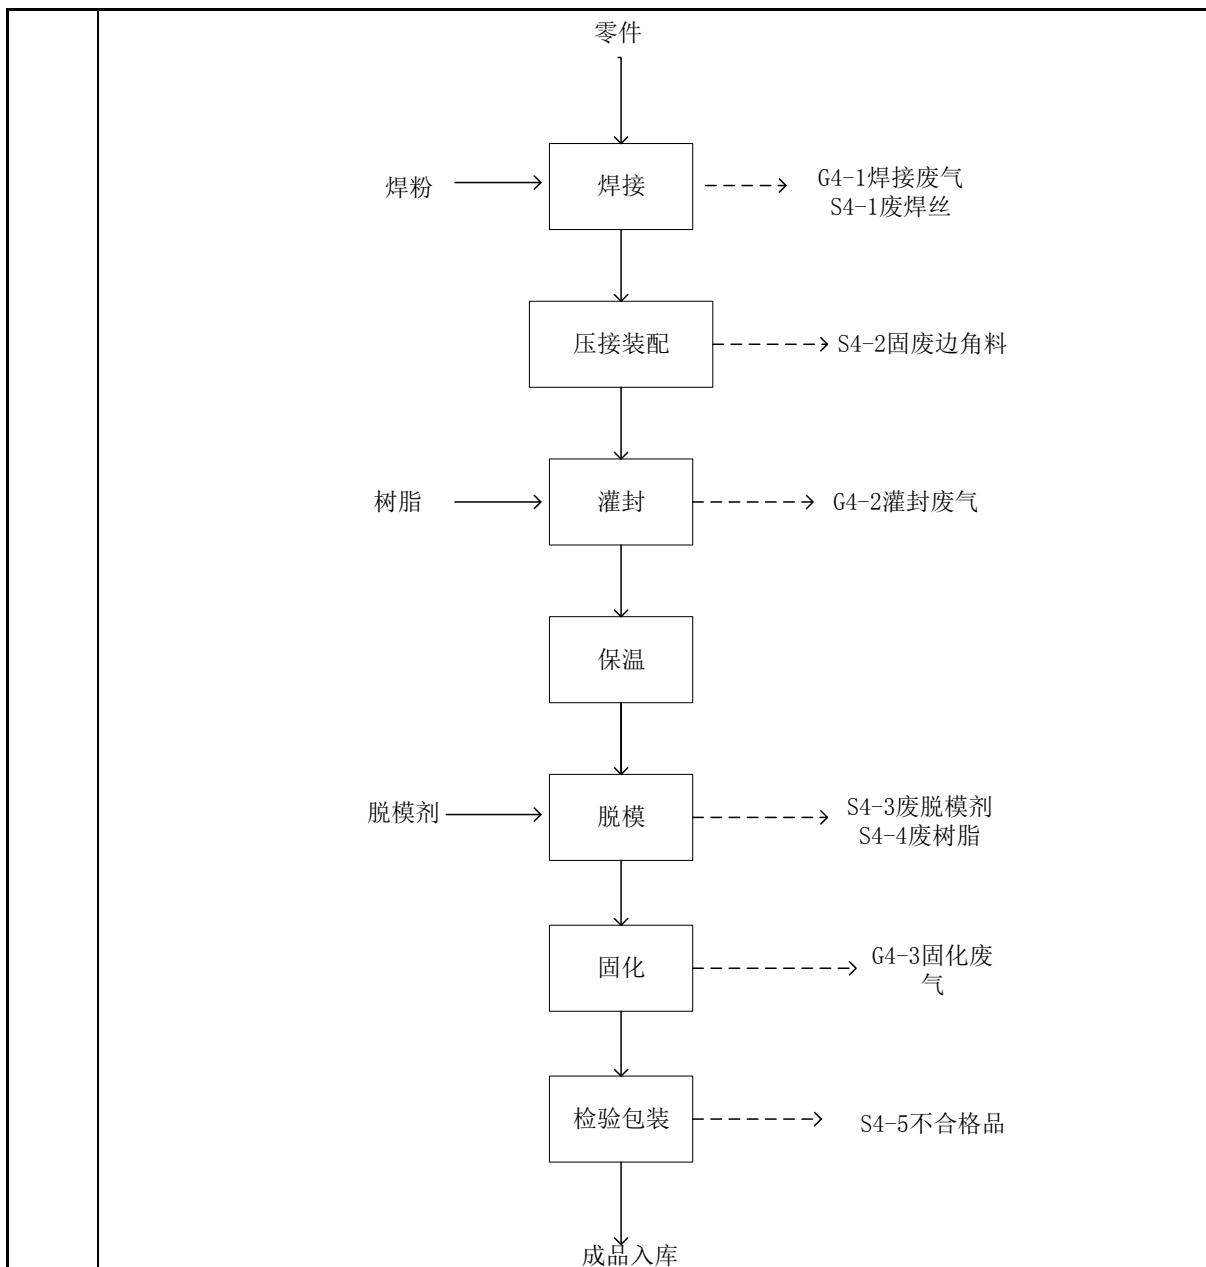 零件
焊粉
焊接
G4-1焊接废气
S4-1废焊丝
压接装配
S4-2固废边角料
树脂
灌封
G4-2灌封废气
保温
脱模剂
脱模
S4-3废脱模剂
S4-4废树脂
固化
G4-3固化废
气
检验包装
S4-5不合格品
成品入库